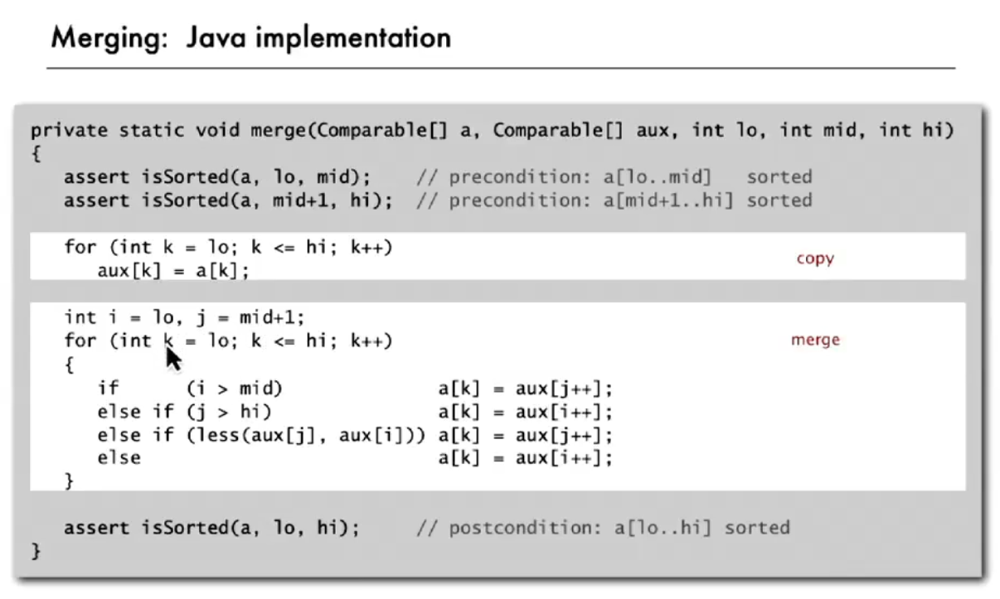 Merging: Java implementation
private static void merge(Comparable[] a, Comparable[] aux, int lo, int mid, int hi)
{
assert isSorted(a, lo, mid); // precondition: a[lo..mid] sorted
assert isSorted(a, mid+1, hi); // precondition: a[mid+1..hi] sorted
for (int k = lo; k <= hi; k++)
copy
aux[k] = a[k];
int i = lo, j = mid+1;
for (int k = lo; k <= hi; k++) merge
{
if (i > mid) a[k] = aux[j++];
else if (j > hi) a[k] = aux[i++];
else if (less(aux[j], aux[i])) a[k] = aux[j++];
else a[k] = aux[i++];
}
assert isSorted(a, lo, hi); // postcondition: a[lo..hi] sorted
}